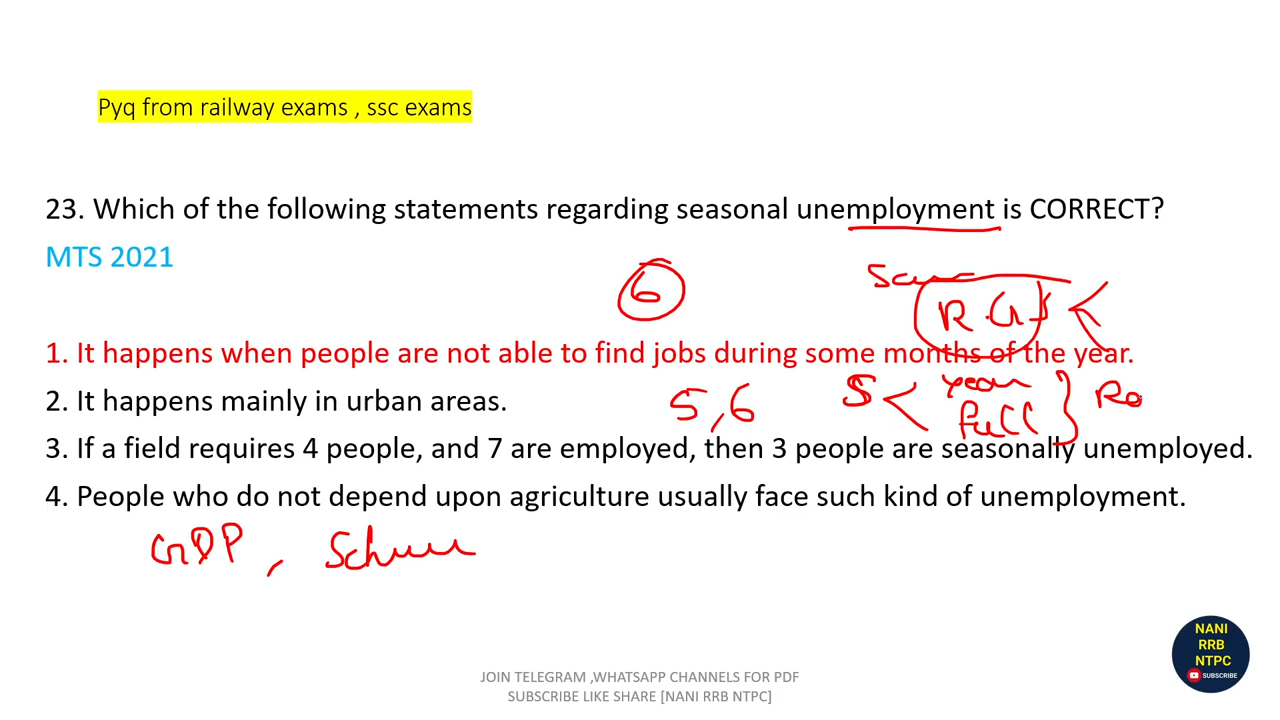 Pyq from railway exams , ssc exams
23. Which of the following statements regarding seasonal unemployment is CORRECT?
MTS 2021
6
1. It happens when people are not able to find jobs during some months of the year.
2. It happens mainly in urban areas.
5,6
S < year
full
3. If a field requires 4 people, and 7 are employed, then 3 people are seasonally unemployed.
4. People who do not depend upon agriculture usually face such kind of unemployment.
GDP ,
NANI
RRB
NTPC
SUBSCRIBE
JOIN TELEGRAM ,WHATSAPP CHANNELS FOR PDF
SUBSCRIBE LIKE SHARE [NANI RRB NTPC]